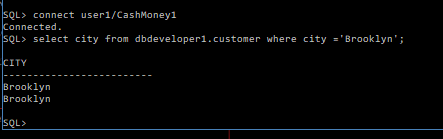 SQL> connect user1/CashMoney1
Connected.
SQL> select city from dbdeveloper1.customer where city ='Brooklyn';
CITY
-------------------------
Brooklyn
Brooklyn
SQL>